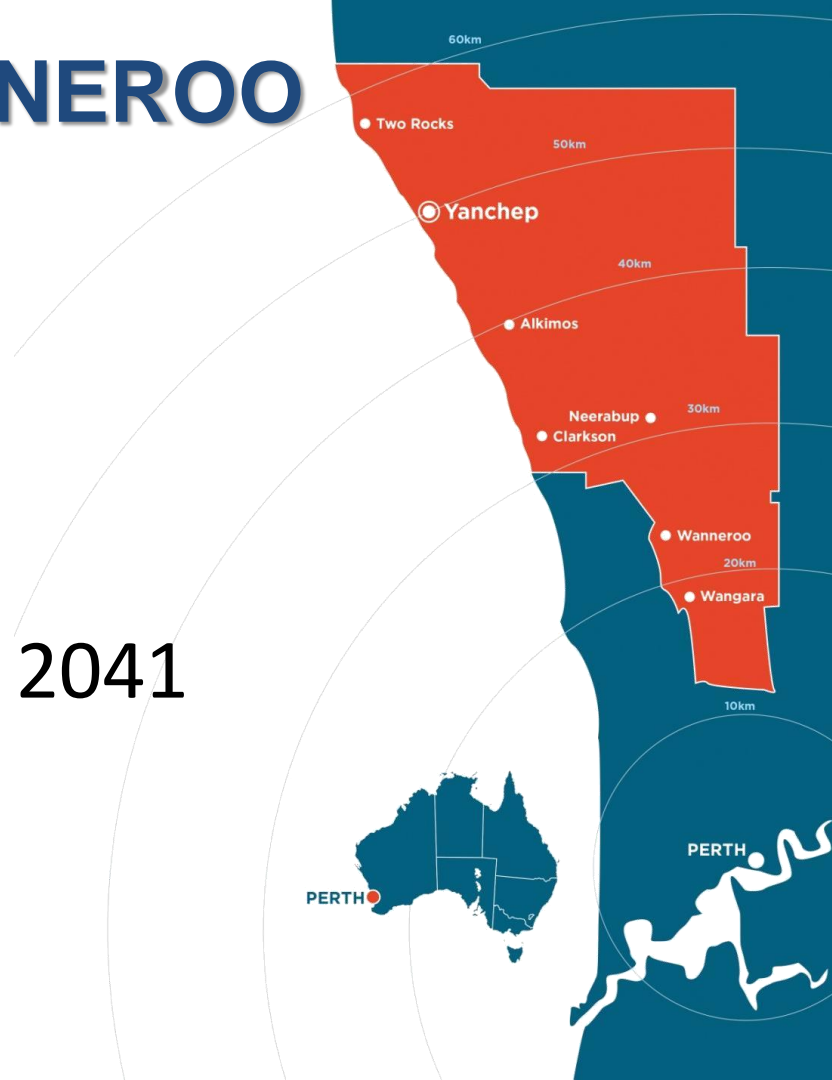 NEROO
60km
Two Rocks
50km
Yanchep
40km
Alkimos
30km
Neerabup
Clarkson
Wanneroo
20km
Wangara
2041
10km
PERTH
PERTH